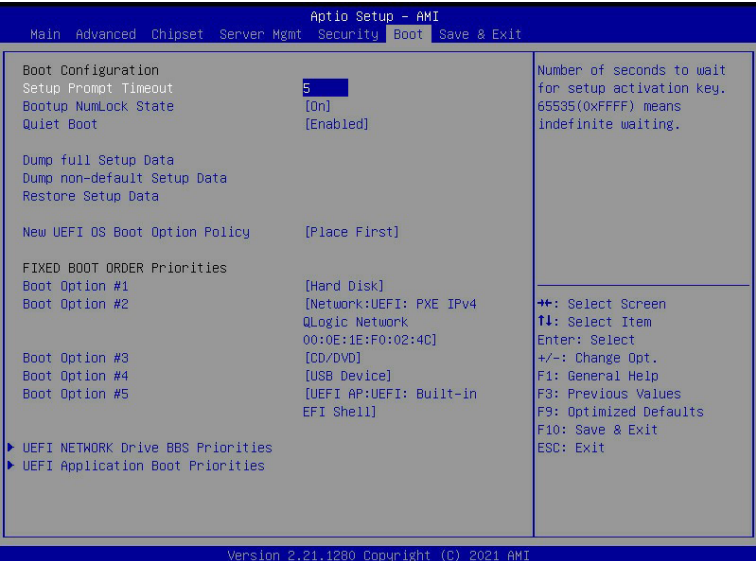 Aptio Setup – AMI
Main Advanced Chipset Server Mgmt Security Boot Save & Exit
Boot Configuration
Setup Prompt Timeout 5
Bootup NumLock State [On]
Quiet Boot [Enabled]
Dump full Setup Data
Dump non-default Setup Data
Restore Setup Data
New UEFI OS Boot Option Policy [Place First]
FIXED BOOT ORDER Priorities
Boot Option #1 [Hard Disk]
Boot Option #2 [Network:UEFI: PXE IPv4
QLogic Network
00:0E:1E:F0:02:4C]
Boot Option #3 [CD/DVD]
Boot Option #4 [USB Device]
Boot Option #5 [UEFI AP:UEFI: Built-in
EFI Shell]
UEFI NETWORK Drive BBS Priorities
UEFI Application Boot Priorities
Number of seconds to wait
for setup activation key.
65535(0xFFFF) means
indefinite waiting.
→←: Select Screen
↑↓: Select Item
Enter: Select
+/-: Change Opt.
F1: General Help
F3: Previous Values
F9: Optimized Defaults
F10: Save & Exit
ESC: Exit
Version 2.21.1280 Copyright (C) 2021 AMI